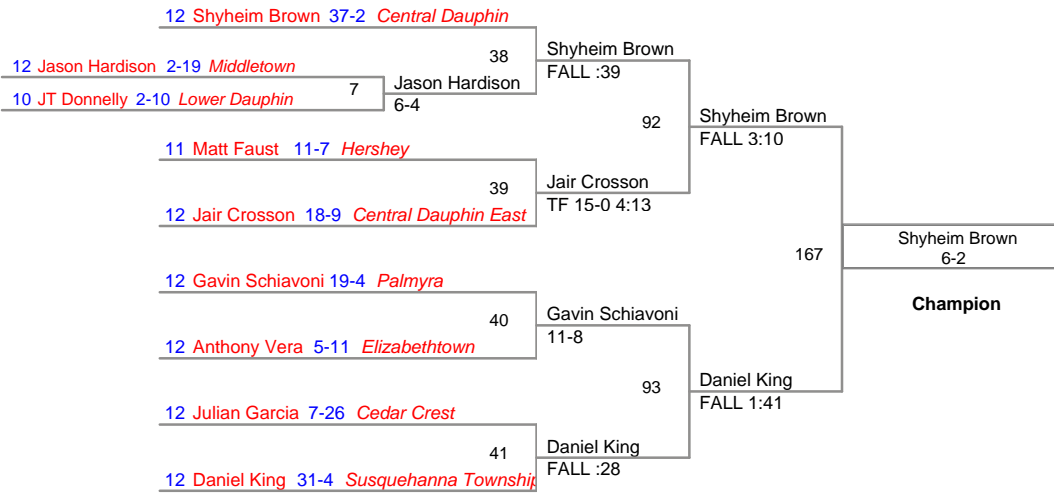 12 Shyheim Brown 37-2 Central Dauphin
38
Shyheim Brown
FALL :39
12 Jason Hardison 2-19 Middletown
7
Jason Hardison
6-4
10 JT Donnelly 2-10 Lower Dauphin
92
Shyheim Brown
FALL 3:10
11 Matt Faust 11-7 Hershey
39
Jair Crosson
TF 15-0 4:13
12 Jair Crosson 18-9 Central Dauphin East
167
Shyheim Brown
6-2
Champion
12 Gavin Schiavoni 19-4 Palmyra
40
Gavin Schiavoni
11-8
12 Anthony Vera 5-11 Elizabethtown
93
Daniel King
FALL 1:41
12 Julian Garcia 7-26 Cedar Crest
41
Daniel King
FALL :28
12 Daniel King 31-4 Susquehanna Township